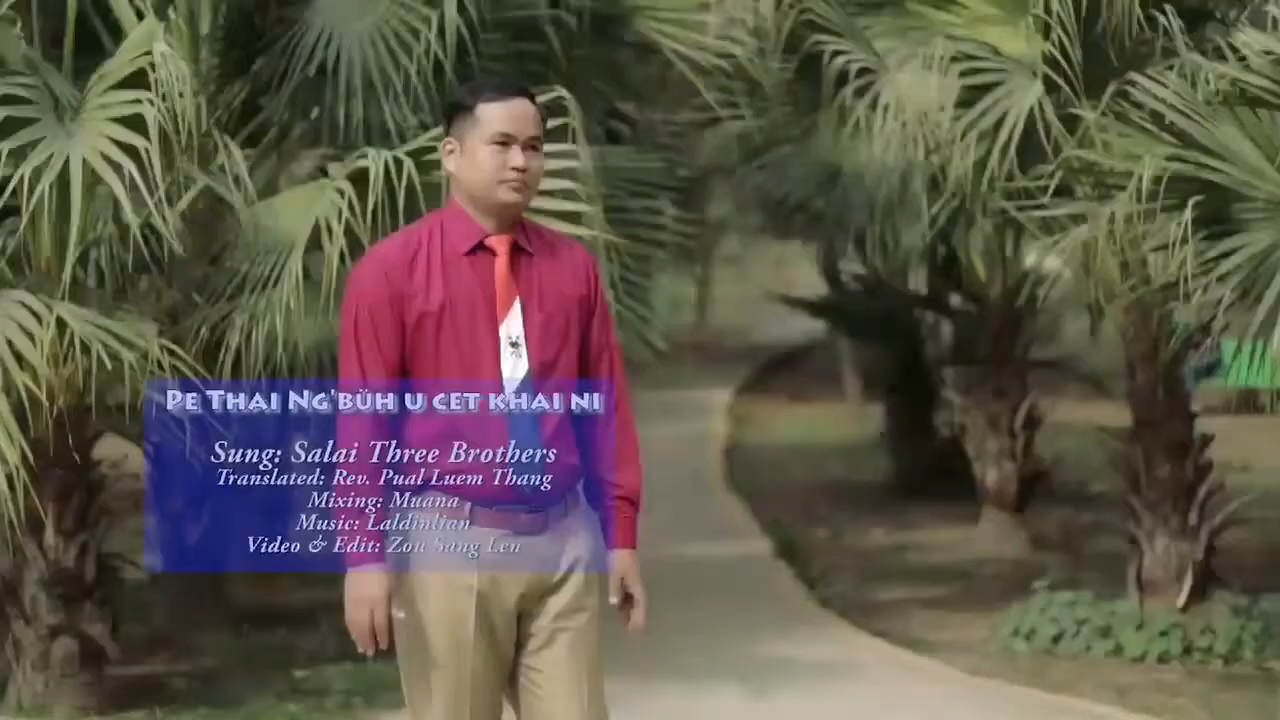 Pe Thai Ng'büh u cet khai ni
Sung: Salai Three Brothers
Translated: Rev. Pual Luem Thang
Mixing: Muana
Music: Laldinlian
Video & Edit: Zou Sang Len